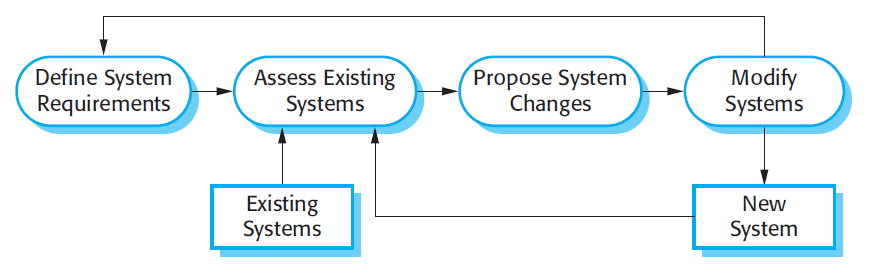 Define System
Requirements
Assess Existing
Systems
Propose System
Changes
Modify
Systems
Existing
Systems
New
System